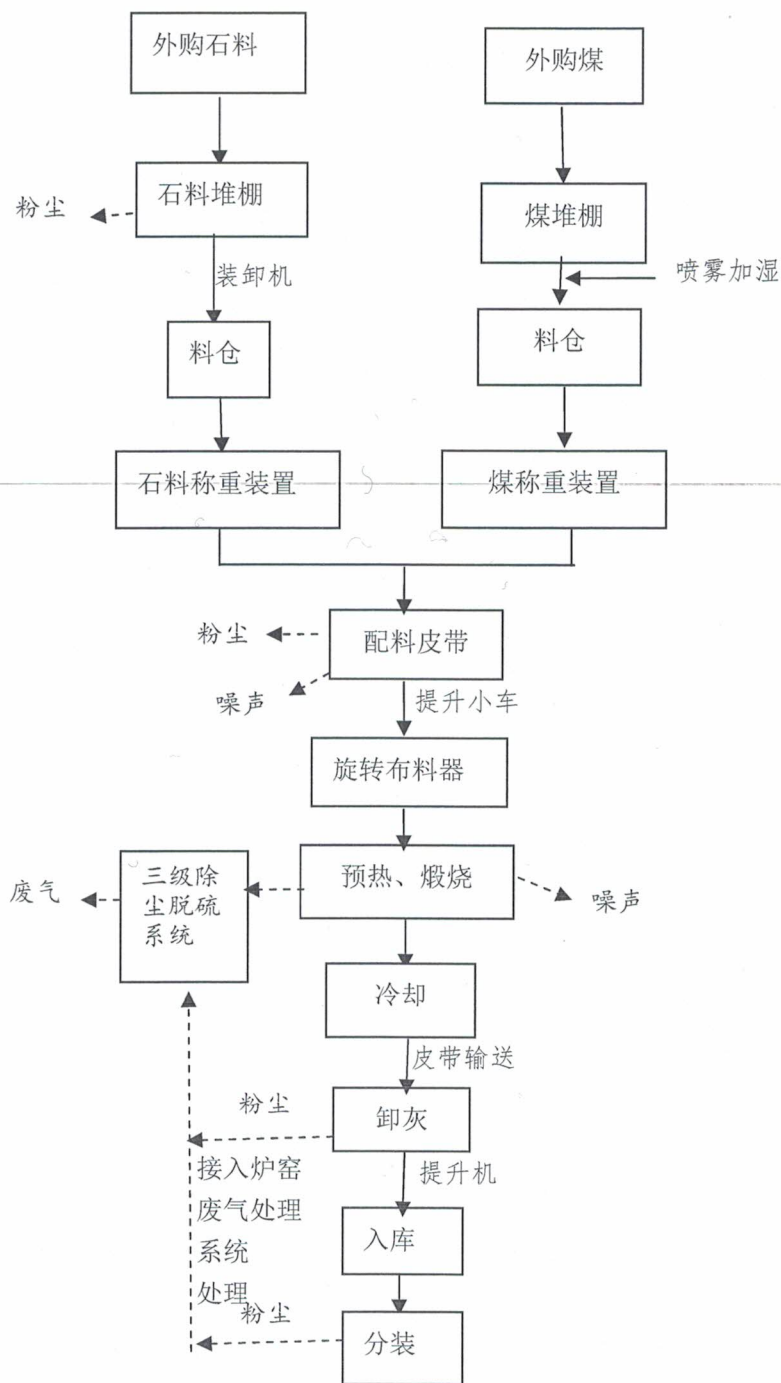 外购石料
外购煤
石料堆棚
粉尘
煤堆棚
装卸机
喷雾加湿
料仓
料仓
石料称重装置
煤称重装置
粉尘
配料皮带
噪声
提升小车
旋转布料器
三级除
尘脱硫
系统
预热、煅烧
废气
噪声
冷却
皮带输送
粉尘
卸灰
接入炉窑
废气处理
系统
处理
提升机
入库
粉尘
分装